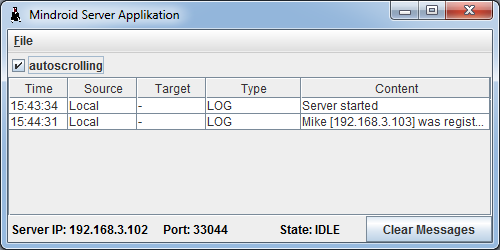 Mindroid Server Applikation
File
autoscrolling
Time Source Target Type Content
15:43:34 Local - LOG Server started
15:44:31 Local - LOG Mike [192.168.3.103] was regist...
Server IP: 192.168.3.102 Port: 33044 State: IDLE Clear Messages